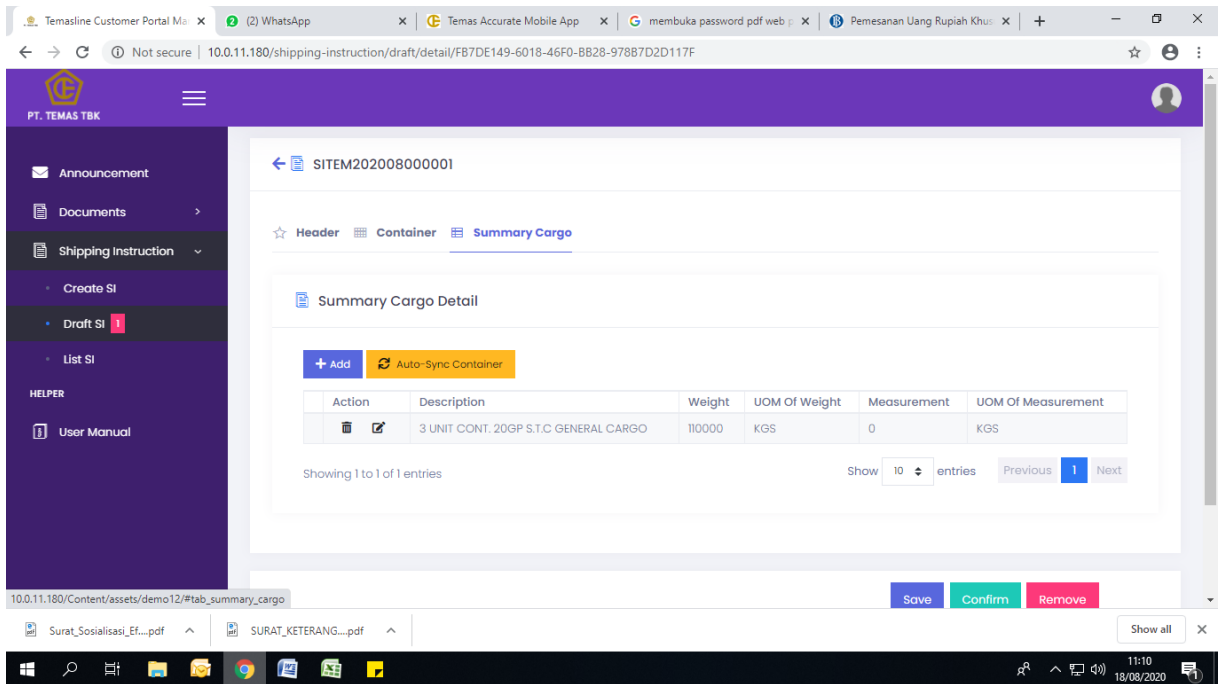 Temasline Customer Portal Ma
2 (2) WhatsApp
Temas Accurate Mobile App
membuka password pdf web p
Pemesanan Uang Rupiah Khus
Not secure | 10.0.11.180/shipping-instruction/draft/detail/FB7DE149-6018-46F0-BB28-978B7D2D117F
PT. TEMAS TBK
Announcement
Documents
Shipping Instruction
Create SI
Draft SI 1
List SI
HELPER
User Manual
SITEM202008000001
Header Container Summary Cargo
Summary Cargo Detail
+ Add Auto-Sync Container
Action Description Weight UOM Of Weight Measurement UOM Of Measurement
3 UNIT CONT. 20GP S.T.C GENERAL CARGO 110000 KGS 0 KGS
Showing 1 to 1 of 1 entries
Show 10 entries Previous 1 Next
Save Confirm Remove
10.0.11.180/Content/assets/demo12/#tab_summary_cargo
Surat_Sosialisasi_Ef....pdf
SURAT_KETERANG....pdf
Show all
11:10
18/08/2020
1